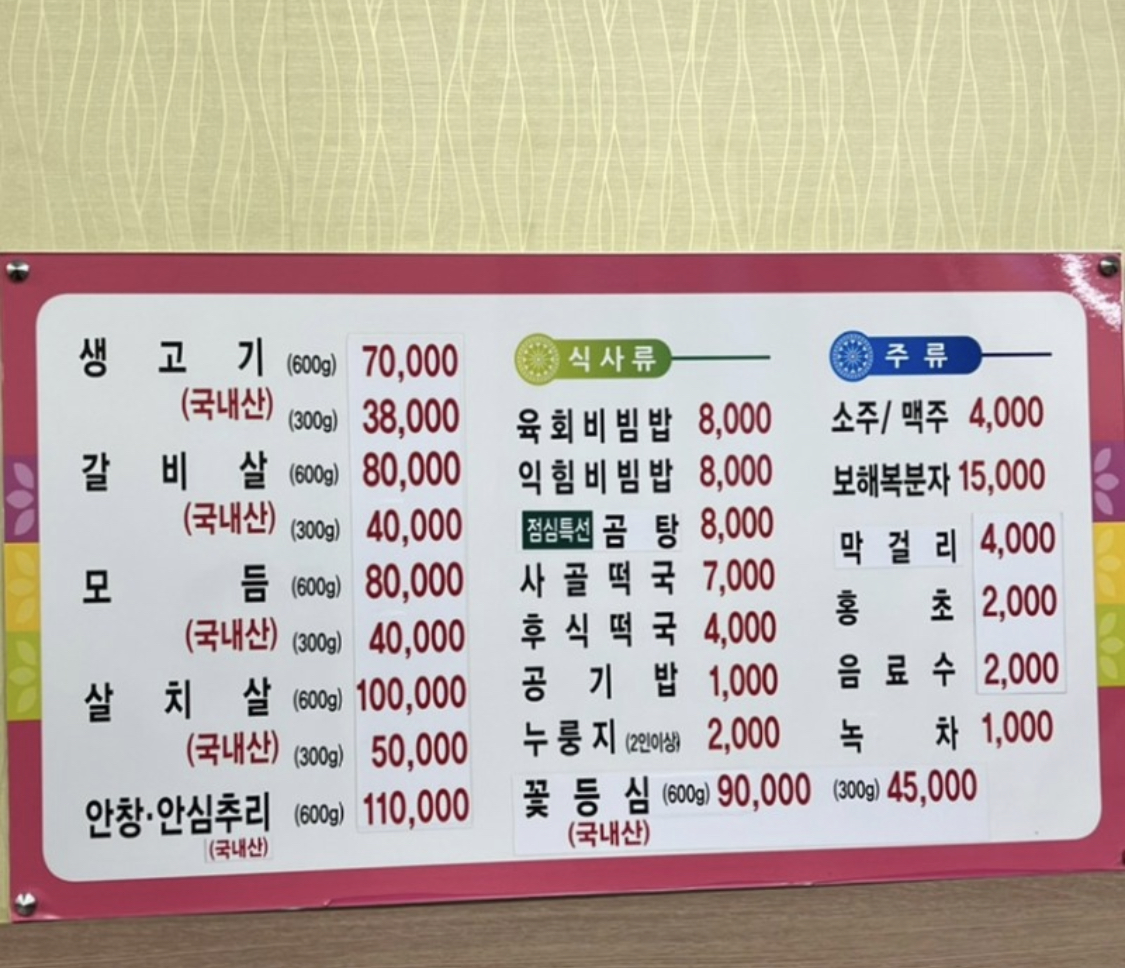 생고기 (600g) 70,000
(국내산) (300g) 38,000
갈비살 (600g) 80,000
(국내산) (300g) 40,000
모듬 (600g) 80,000
(국내산) (300g) 40,000
살치살 (600g) 100,000
(국내산) (300g) 50,000
안창·안심추리 (600g) 110,000
(국내산)
식사류
육회비빔밥 8,000
익힘비빔밥 8,000
점심특선 곰탕 8,000
사골떡국 7,000
후식떡국 4,000
공기밥 1,000
누룽지 (2인이상) 2,000
꽃등심 (600g) 90,000 (300g) 45,000
(국내산)
주류
소주/ 맥주 4,000
보해복분자 15,000
막걸리 4,000
홍초 2,000
음료수 2,000
녹차 1,000